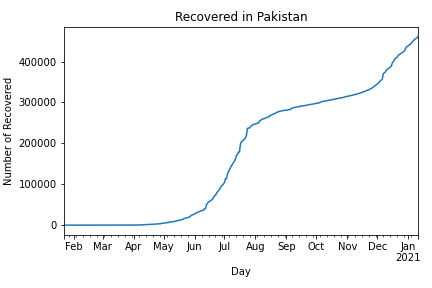 Recovered in Pakistan
Number of Recovered
400000
300000
200000
100000
0
Feb Mar Apr May Jun Jul Aug Sep Oct Nov Dec Jan
2021
Day